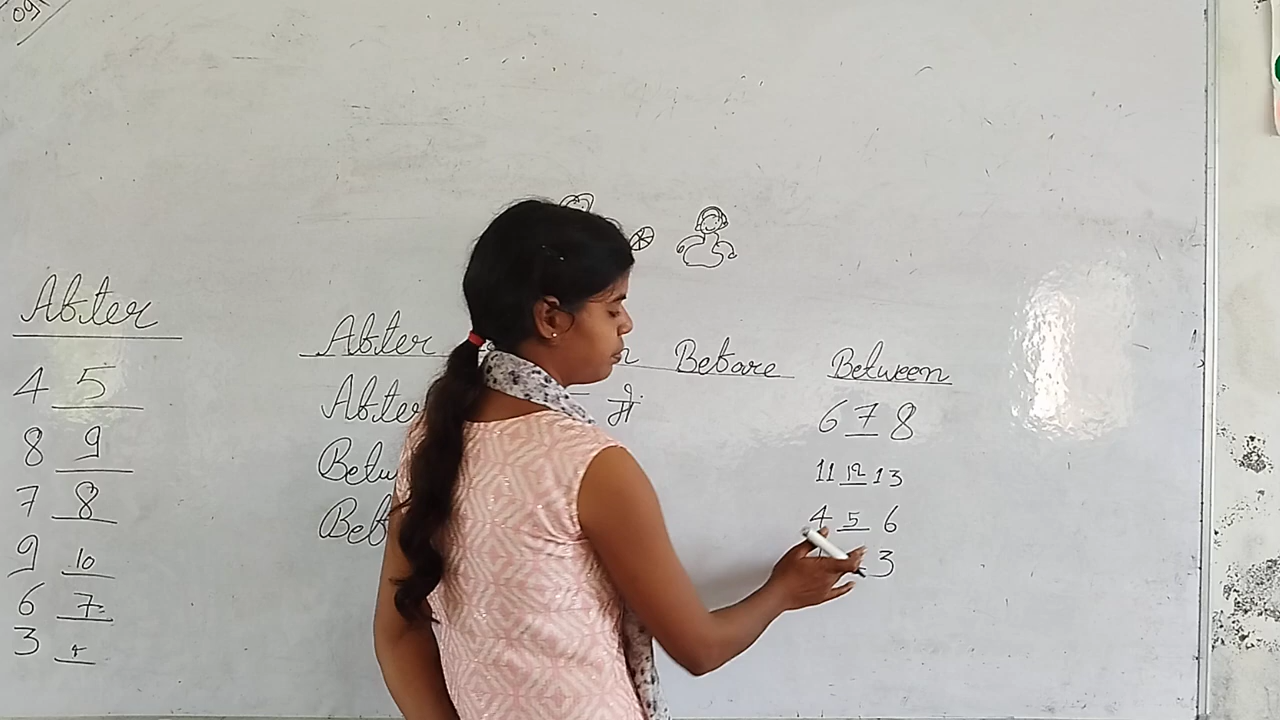 After
4 5
8 9
7 8
9 10
6 7
3
After Before Between
After में
6 7 8
11 12 13
4 5 6
3